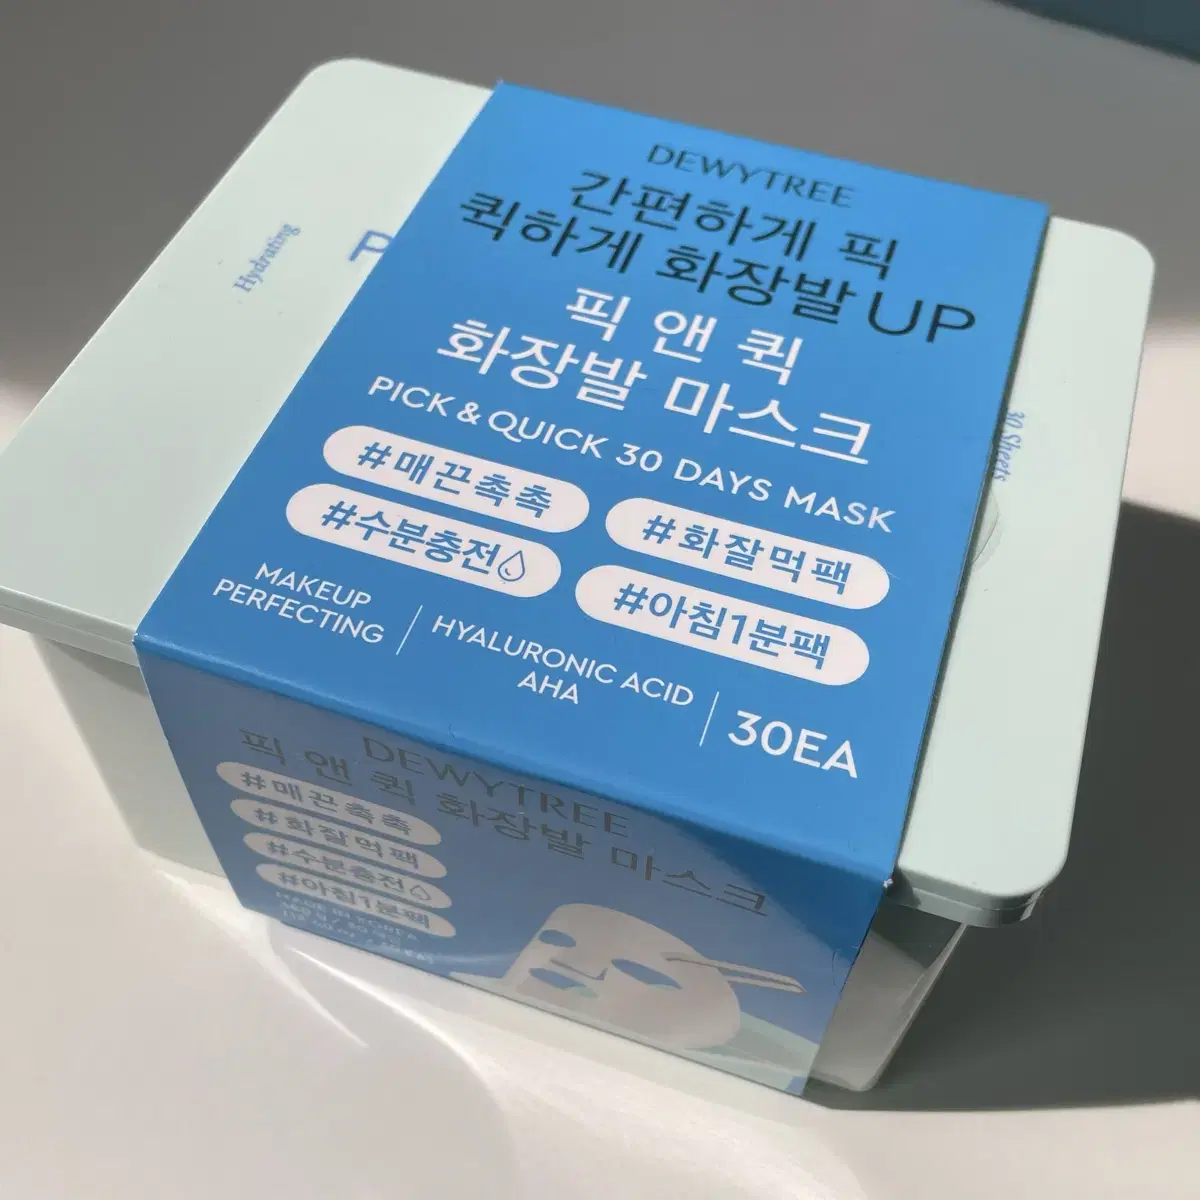 Hydrating
DEWYTREE
간편하게 픽
퀵하게 화장발 UP
픽 앤 퀵
화장발 마스크
PICK & QUICK 30 DAYS MASK
#매끈촉촉
#화잘먹팩
#수분충전
#아침1분팩
MAKEUP
PERFECTING
HYALURONIC ACID
AHA
30EA
30 Sheets
DEWYTREE
픽 앤 퀵 화장발 마스크
#매끈촉촉
#화잘먹팩
#수분충전
#아침1분팩
MADE IN KOREA